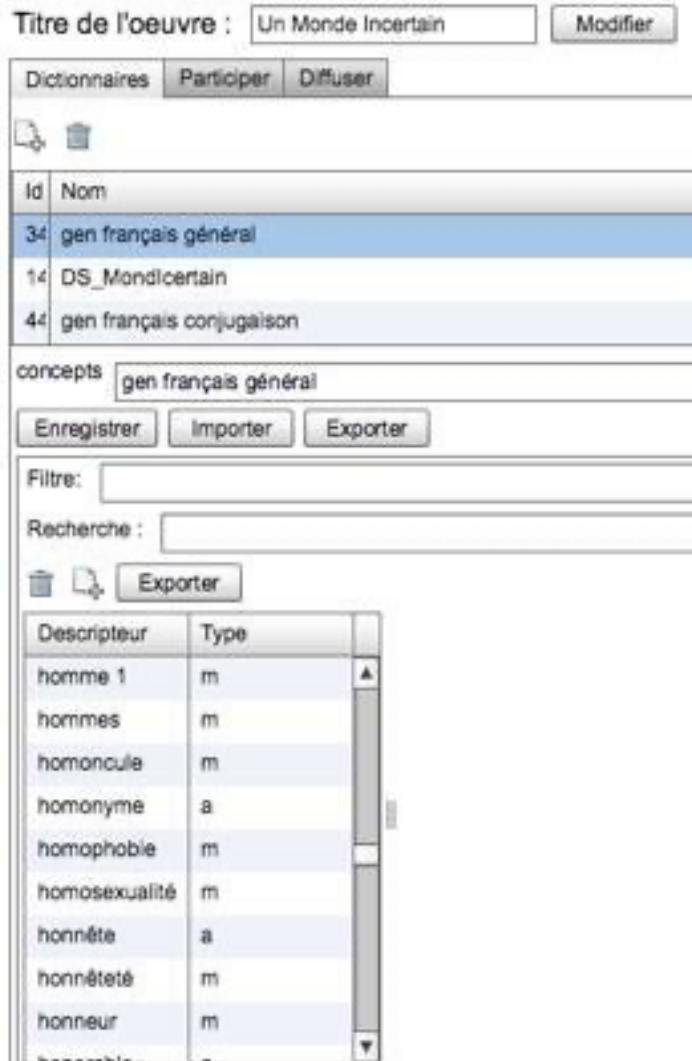 Titre de l'oeuvre : Un Monde Incertain Modifier
Dictionnaires Participer Diffuser
Id Nom
34 gen français général
14 DS_MondIcertain
44 gen français conjugaison
concepts gen français général
Enregistrer Importer Exporter
Filtre:
Recherche :
Exporter
Descripteur Type
homme 1 m
hommes m
homoncule m
homonyme a
homophobie m
homosexualité m
honnête a
honnêteté m
honneur m